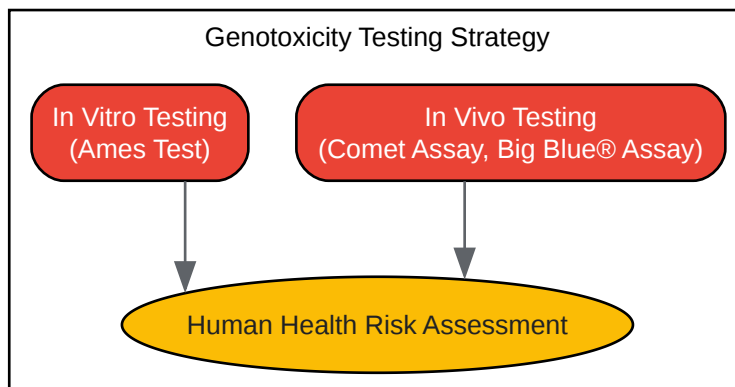 Genotoxicity Testing Strategy
In Vitro Testing
(Ames Test)
In Vivo Testing
(Comet Assay, Big Blue® Assay)
Human Health Risk Assessment